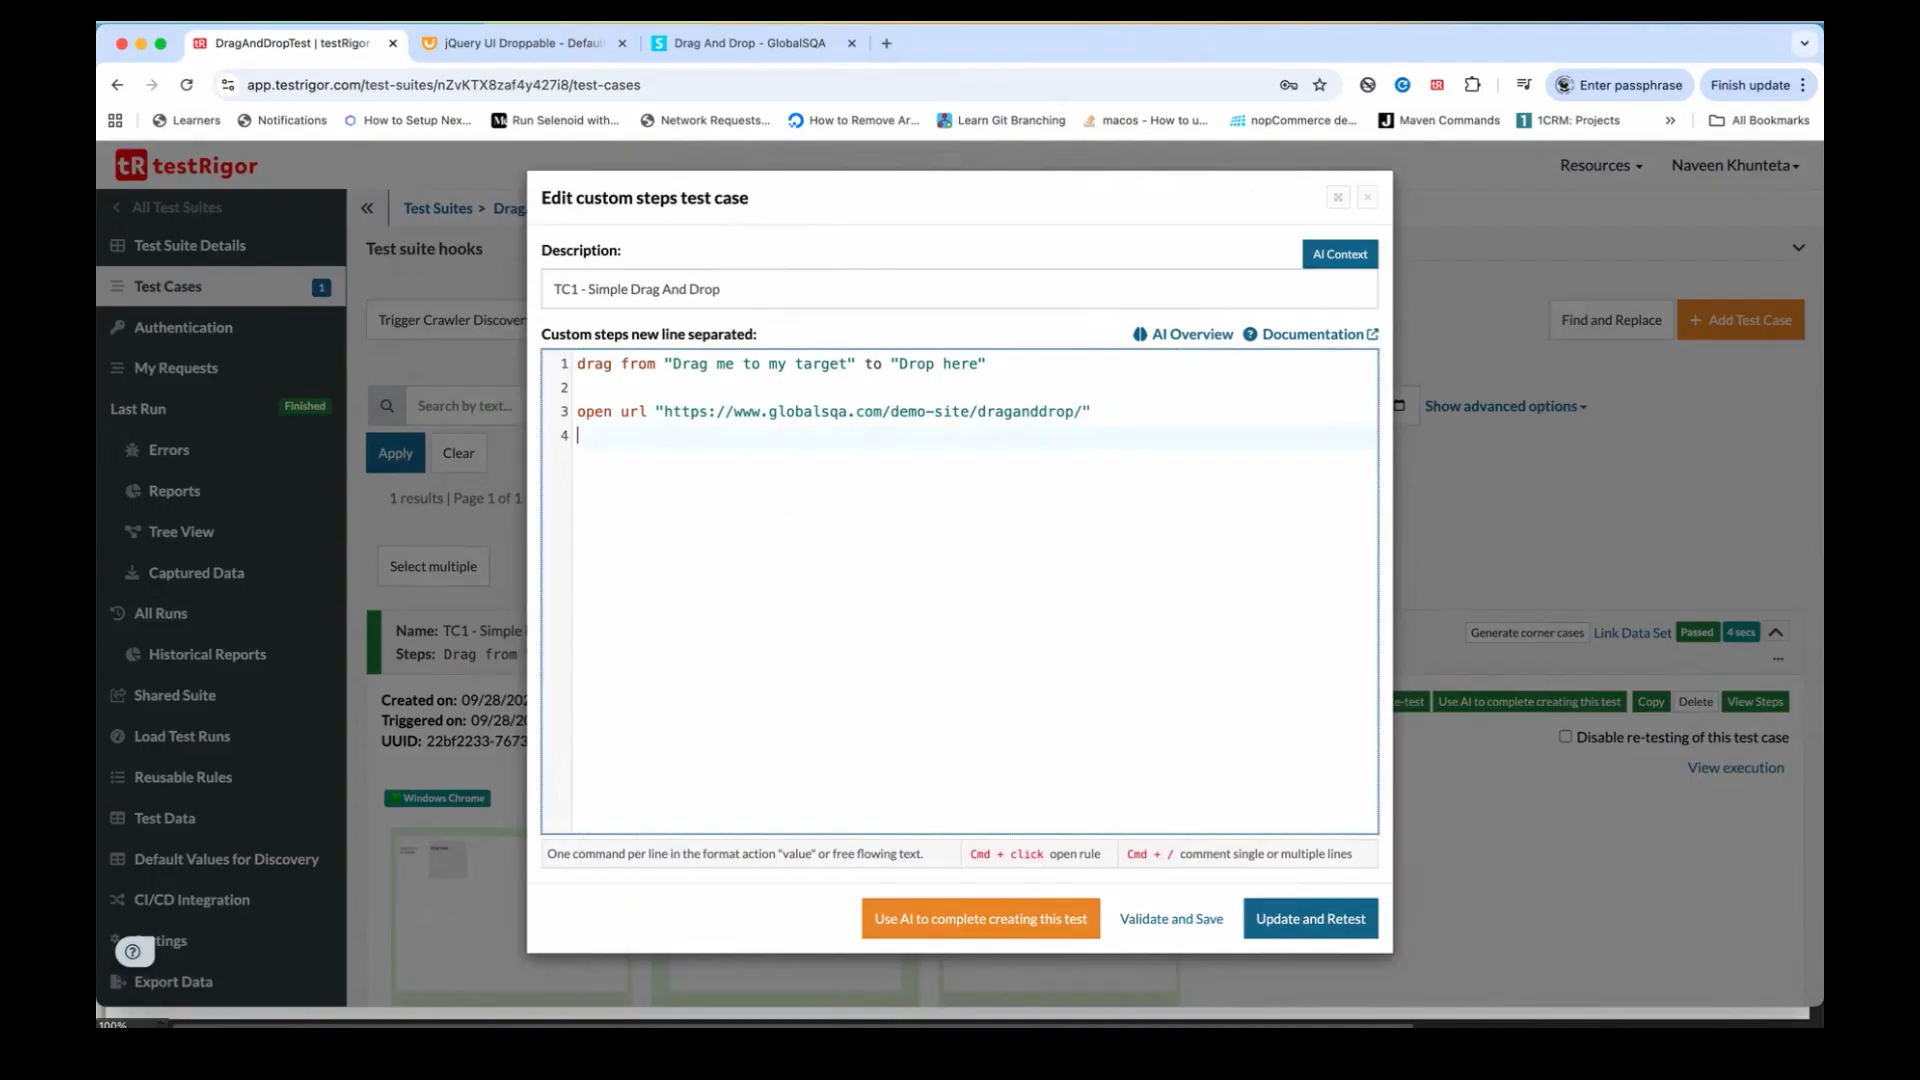 DragAndDropTest | testRigor
jQuery UI Droppable - Defau
Drag And Drop - GlobalSQA
app.testrigor.com/test-suites/nZvKTX8zaf4y427i8/test-cases
Enter passphrase
Finish update
Learners
Notifications
How to Setup Nex...
Run Selenoid with...
Network Requests...
How to Remove Ar...
Learn Git Branching
macos - How to u...
nopCommerce de...
Maven Commands
1CRM: Projects
All Bookmarks
tR testRigor
Resources
Naveen Khunteta
All Test Suites
Test Suite Details
Test Cases 1
Authentication
My Requests
Last Run Finished
Errors
Reports
Tree View
Captured Data
All Runs
Historical Reports
Shared Suite
Load Test Runs
Reusable Rules
Test Data
Default Values for Discovery
CI/CD Integration
ttings
Export Data
100%
Test Suites > Drag
Test suite hooks
Trigger Crawler Discover
Find and Replace
+ Add Test Case
Search by text...
Show advanced options
Apply
Clear
1 results | Page 1 of 1
Select multiple
Name: TC1 - Simple
Steps: Drag from
Generate corner cases
Link Data Set
Passed
4 secs
Created on: 09/28/202
Triggered on: 09/28/20
UUID: 22bf2233-7673
e-test
Use AI to complete creating this test
Copy
Delete
View Steps
Disable re-testing of this test case
View execution
Windows Chrome
Edit custom steps test case
Description:
AI Context
TC1 - Simple Drag And Drop
Custom steps new line separated:
AI Overview
Documentation
1 drag from "Drag me to my target" to "Drop here"
2
3 open url "https://www.globalsqa.com/demo-site/draganddrop/"
4
One command per line in the format action "value" or free flowing text.
Cmd + click open rule
Cmd + / comment single or multiple lines
Use AI to complete creating this test
Validate and Save
Update and Retest